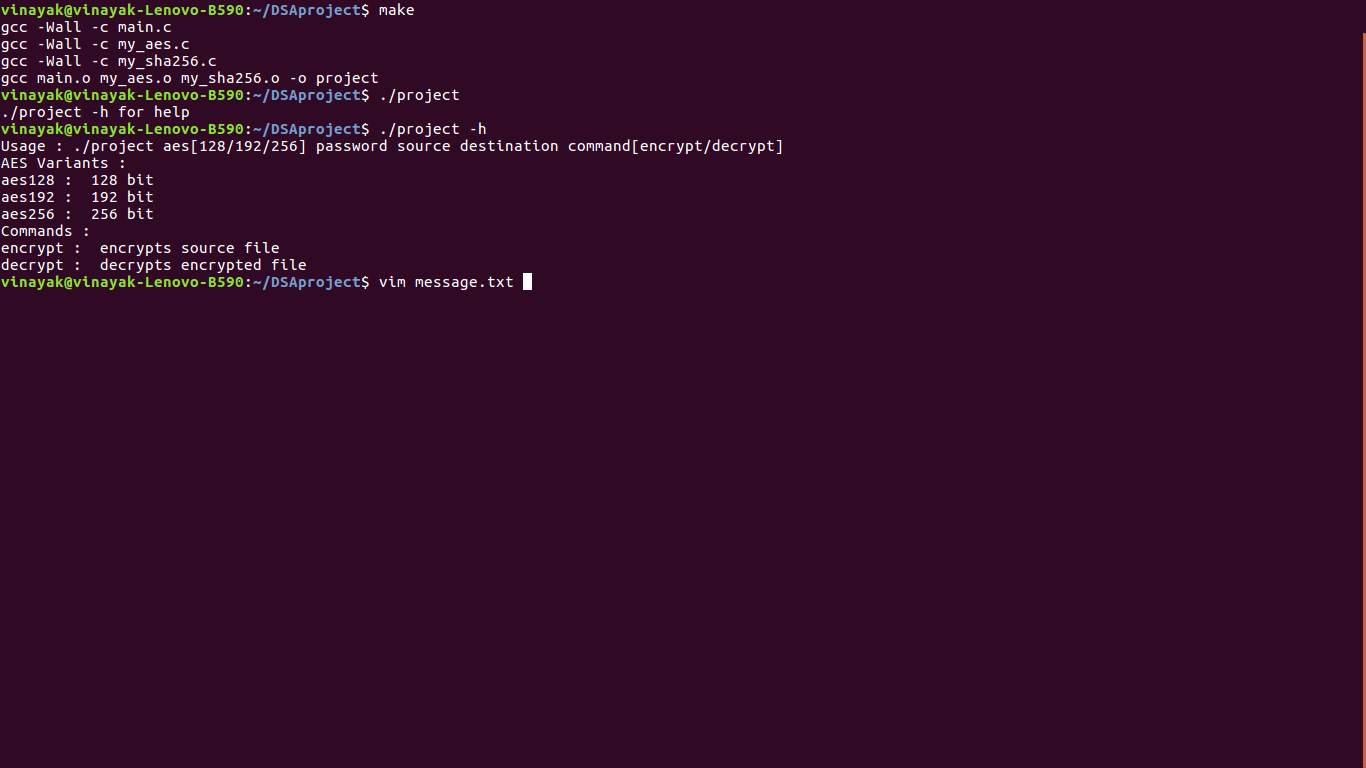 vinayak@vinayak-Lenovo-B590:~/DSAproject$ make
gcc -Wall -c main.c
gcc -Wall -c my_aes.c
gcc -Wall -c my_sha256.c
gcc main.o my_aes.o my_sha256.o -o project
vinayak@vinayak-Lenovo-B590:~/DSAproject$ ./project
./project -h for help
vinayak@vinayak-Lenovo-B590:~/DSAproject$ ./project -h
Usage : ./project aes[128/192/256] password source destination command[encrypt/decrypt]
AES Variants :
aes128 :  128 bit
aes192 :  192 bit
aes256 :  256 bit
Commands :
encrypt :  encrypts source file
decrypt :  decrypts encrypted file
vinayak@vinayak-Lenovo-B590:~/DSAproject$ vim message.txt